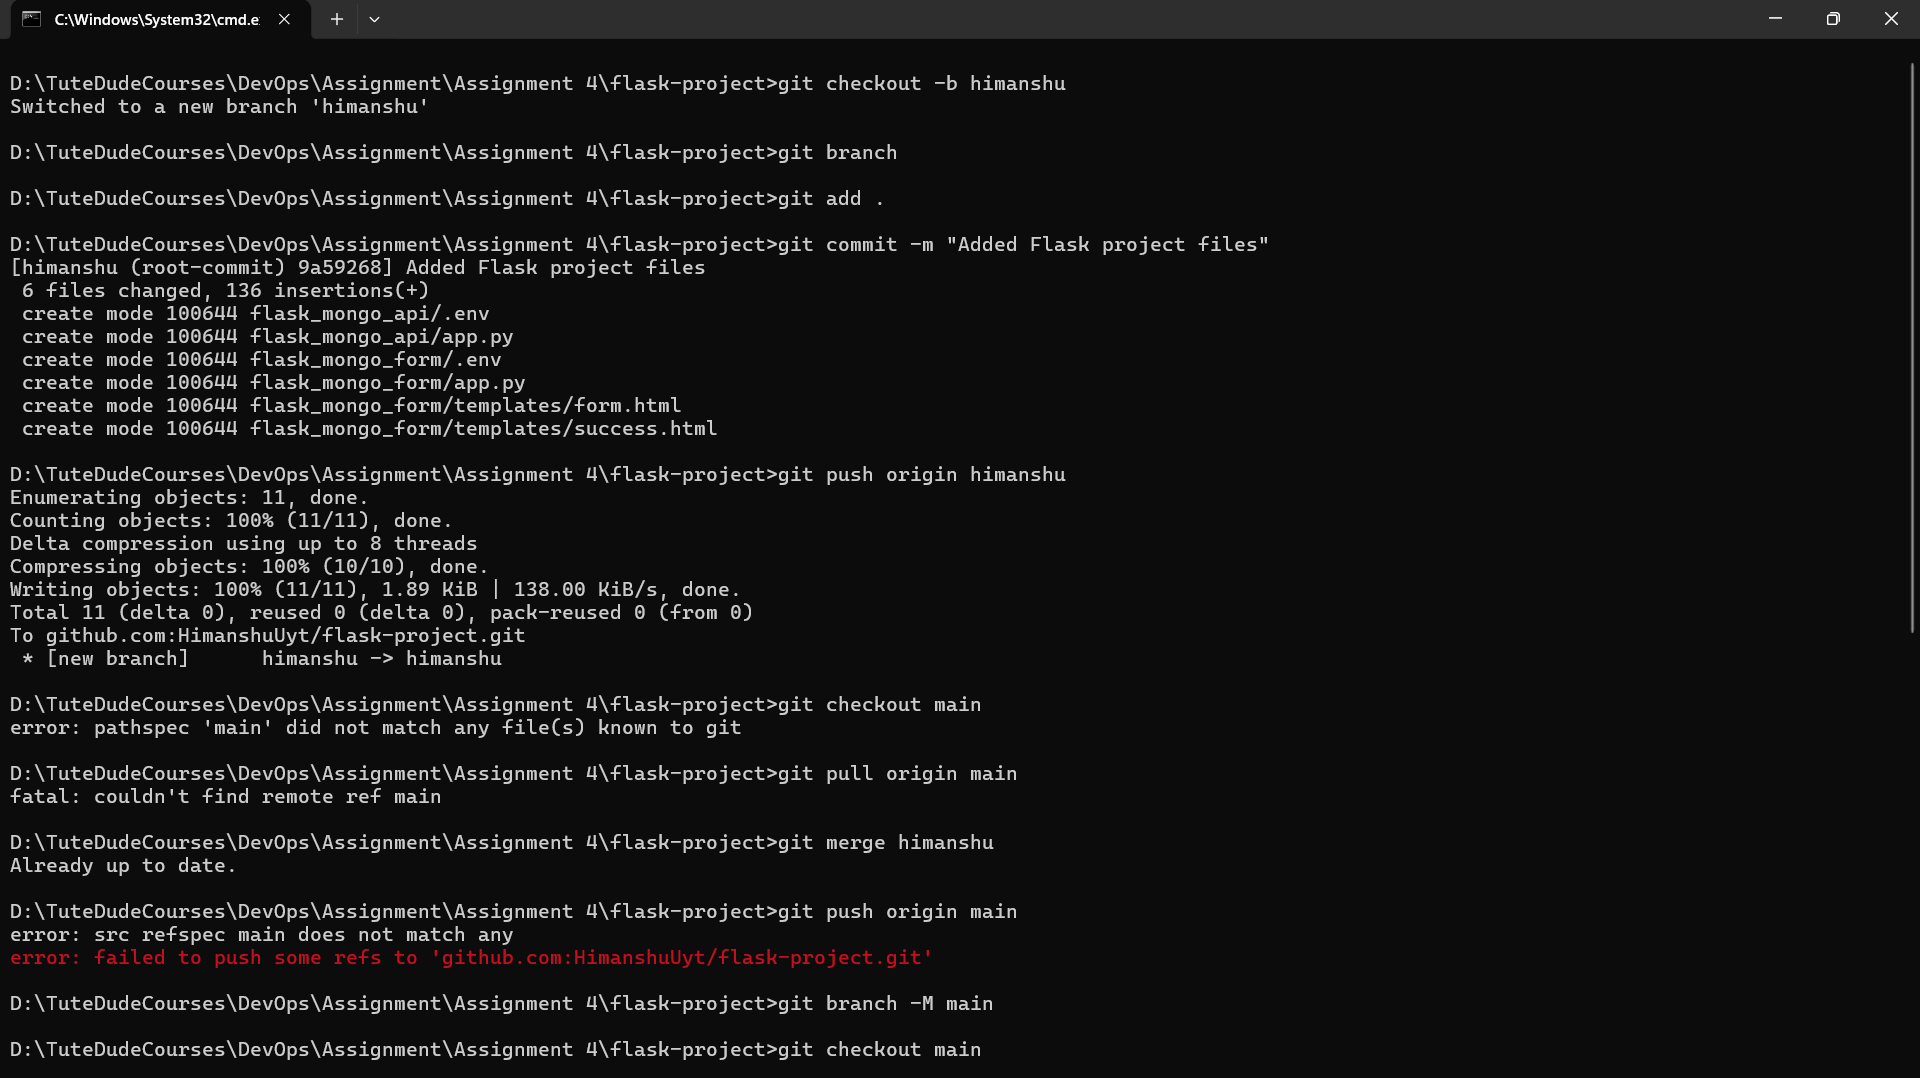 C:\Windows\System32\cmd.e
D:\TuteDudeCourses\DevOps\Assignment\Assignment 4\flask-project>git checkout -b himanshu
Switched to a new branch 'himanshu'
D:\TuteDudeCourses\DevOps\Assignment\Assignment 4\flask-project>git branch
D:\TuteDudeCourses\DevOps\Assignment\Assignment 4\flask-project>git add .
D:\TuteDudeCourses\DevOps\Assignment\Assignment 4\flask-project>git commit -m "Added Flask project files"
[himanshu (root-commit) 9a59268] Added Flask project files
 6 files changed, 136 insertions(+)
 create mode 100644 flask_mongo_api/.env
 create mode 100644 flask_mongo_api/app.py
 create mode 100644 flask_mongo_form/.env
 create mode 100644 flask_mongo_form/app.py
 create mode 100644 flask_mongo_form/templates/form.html
 create mode 100644 flask_mongo_form/templates/success.html
D:\TuteDudeCourses\DevOps\Assignment\Assignment 4\flask-project>git push origin himanshu
Enumerating objects: 11, done.
Counting objects: 100% (11/11), done.
Delta compression using up to 8 threads
Compressing objects: 100% (10/10), done.
Writing objects: 100% (11/11), 1.89 KiB | 138.00 KiB/s, done.
Total 11 (delta 0), reused 0 (delta 0), pack-reused 0 (from 0)
To github.com:HimanshuUyt/flask-project.git
 * [new branch]      himanshu -> himanshu
D:\TuteDudeCourses\DevOps\Assignment\Assignment 4\flask-project>git checkout main
error: pathspec 'main' did not match any file(s) known to git
D:\TuteDudeCourses\DevOps\Assignment\Assignment 4\flask-project>git pull origin main
fatal: couldn't find remote ref main
D:\TuteDudeCourses\DevOps\Assignment\Assignment 4\flask-project>git merge himanshu
Already up to date.
D:\TuteDudeCourses\DevOps\Assignment\Assignment 4\flask-project>git push origin main
error: src refspec main does not match any
error: failed to push some refs to 'github.com:HimanshuUyt/flask-project.git'
D:\TuteDudeCourses\DevOps\Assignment\Assignment 4\flask-project>git branch -M main
D:\TuteDudeCourses\DevOps\Assignment\Assignment 4\flask-project>git checkout main